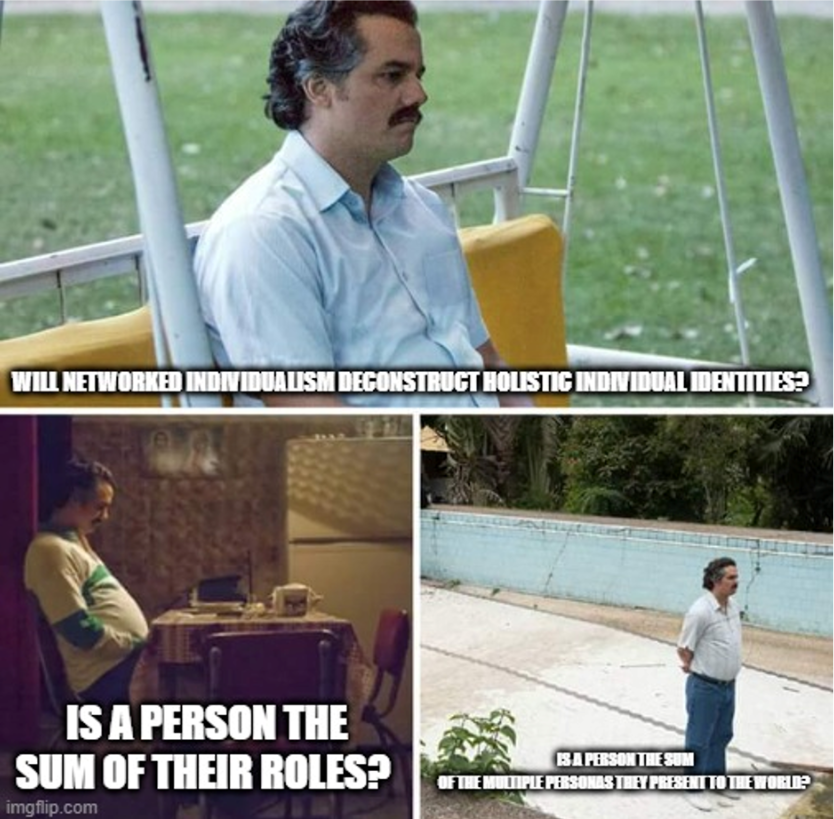 WILL NETWORKED INDIVIDUALISM DECONSTRUCT HOLISTIC INDIVIDUAL IDENTITIES?
IS A PERSON THE
SUM OF THEIR ROLES?
IS A PERSON THE SUM
OF THE MULTIPLE PERSONAS THEY PRESENT TO THE WORLD?
imgflip.com